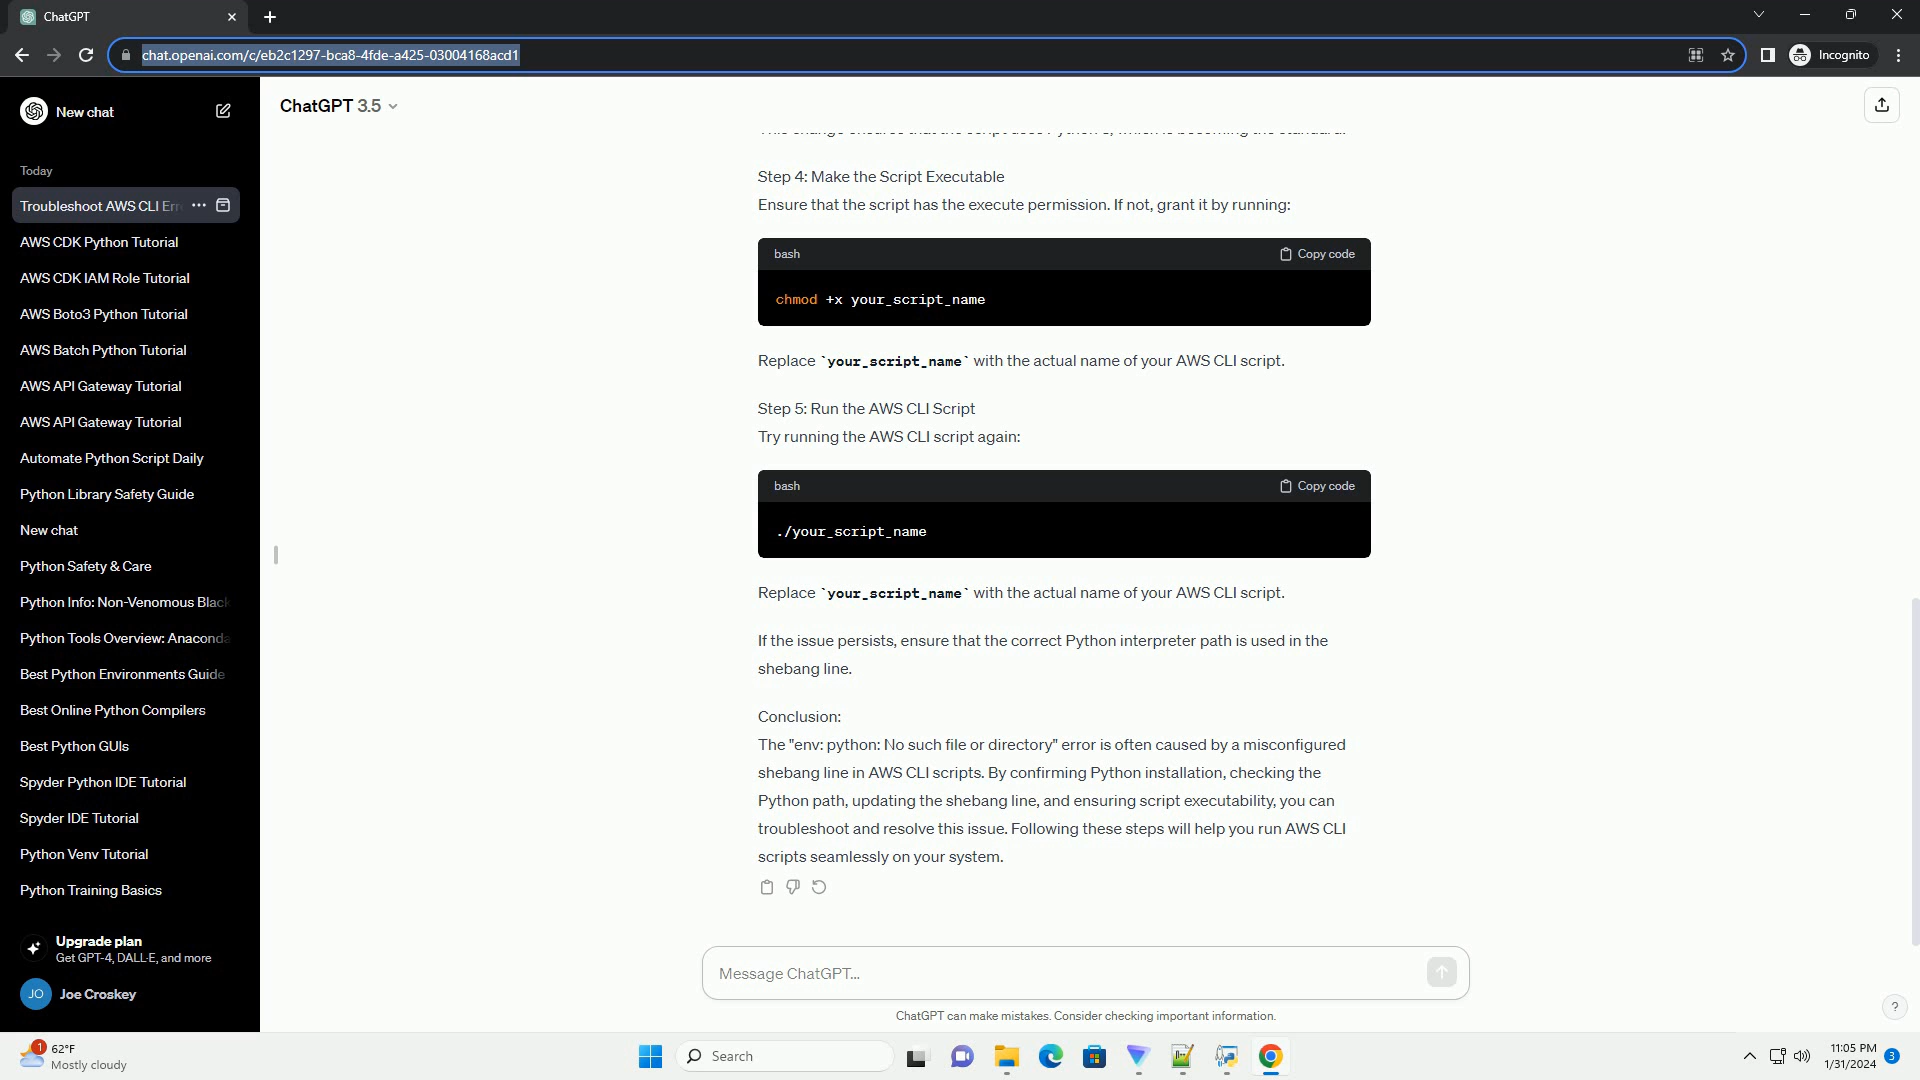 ChatGPT
chat.openai.com/c/eb2c1297-bca8-4fde-a425-03004168acd1
Incognito
New chat
ChatGPT 3.5
Today
Troubleshoot AWS CLI Err
AWS CDK Python Tutorial
AWS CDK IAM Role Tutorial
AWS Boto3 Python Tutorial
AWS Batch Python Tutorial
AWS API Gateway Tutorial
AWS API Gateway Tutorial
Automate Python Script Daily
Python Library Safety Guide
New chat
Python Safety & Care
Python Info: Non-Venomous Black
Python Tools Overview: Anaconda
Best Python Environments Guide
Best Online Python Compilers
Best Python GUIs
Spyder Python IDE Tutorial
Spyder IDE Tutorial
Python Venv Tutorial
Python Training Basics
Upgrade plan
Get GPT-4, DALL·E, and more
JO
Joe Croskey
Step 4: Make the Script Executable
Ensure that the script has the execute permission. If not, grant it by running:
bash
Copy code
chmod +x your_script_name
Replace `your_script_name` with the actual name of your AWS CLI script.
Step 5: Run the AWS CLI Script
Try running the AWS CLI script again:
bash
Copy code
./your_script_name
Replace `your_script_name` with the actual name of your AWS CLI script.
If the issue persists, ensure that the correct Python interpreter path is used in the
shebang line.
Conclusion:
The "env: python: No such file or directory" error is often caused by a misconfigured
shebang line in AWS CLI scripts. By confirming Python installation, checking the
Python path, updating the shebang line, and ensuring script executability, you can
troubleshoot and resolve this issue. Following these steps will help you run AWS CLI
scripts seamlessly on your system.
Message ChatGPT...
ChatGPT can make mistakes. Consider checking important information.
?
1
62°F
Mostly cloudy
Search
11:05 PM
1/31/2024
3